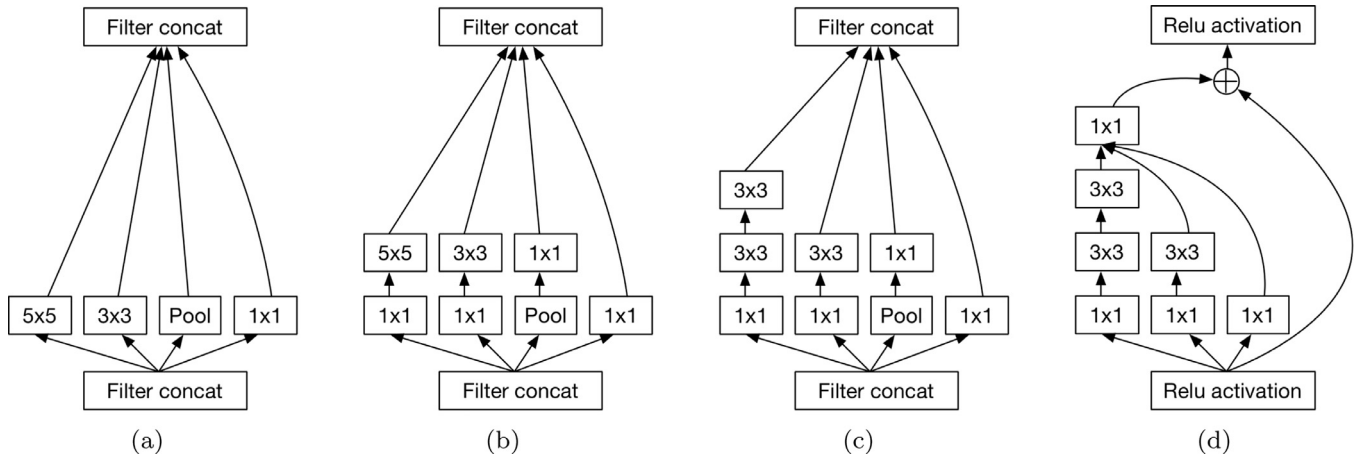 Filter concat
5x5 3x3 Pool 1x1
Filter concat
(a)
Filter concat
5x5 3x3 1x1
1x1 1x1 Pool 1x1
Filter concat
(b)
Filter concat
3x3
3x3 3x3 1x1
1x1 1x1 Pool 1x1
Filter concat
(c)
Relu activation
1x1
3x3
3x3 3x3
1x1 1x1 1x1
Relu activation
(d)